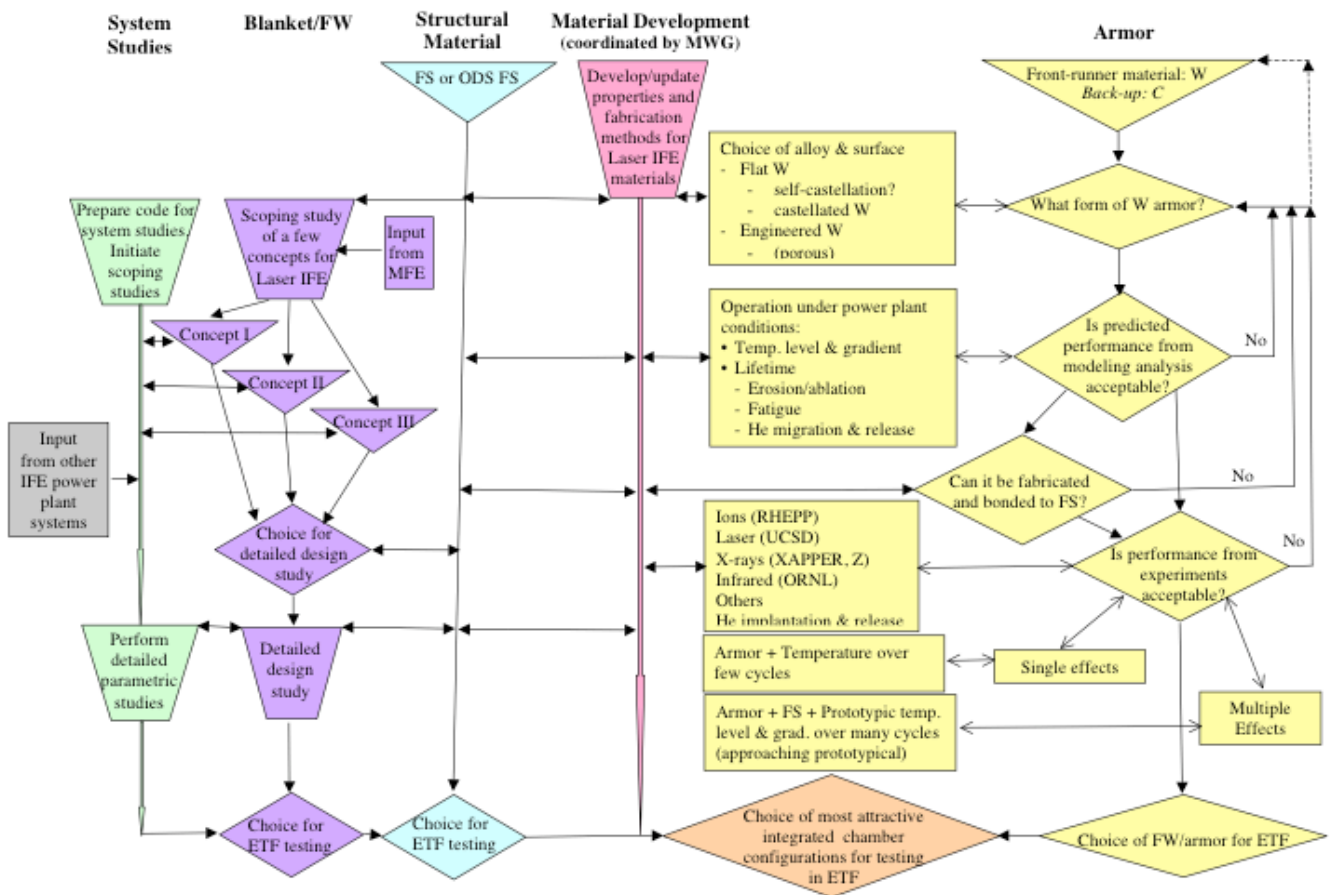 System
Studies
Blanket/FW
Structural
Material
Material Development
(coordinated by MWG)
Armor
FS or ODS FS
Develop/update
properties and
fabrication
methods for
Laser IFE
materials
Front-runner material: W
Back-up: C
Choice of alloy & surface
- Flat W
- self-castellation?
- castellated W
- Engineered W
- (porous)
What form of W armor?
Prepare code for
system studies.
Initiate
scoping
studies
Scoping study
of a few
concepts for
Laser IFE
Input
from
MFE
Concept I
Concept II
Concept III
Operation under power plant
conditions:
• Temp. level & gradient
• Lifetime
- Erosion/ablation
- Fatigue
- He migration & release
Is
predicted
performance from
modeling analysis
acceptable?
No
Input
from other
IFE power
plant
systems
Can it be fabricated
and bonded to FS?
No
Choice for
detailed design
study
Ions (RHEPP)
Laser (UCSD)
X-rays (XAPPER, Z)
Infrared (ORNL)
Others
He implantation & release
Is performance from
experiments
acceptable?
No
Perform
detailed
parametric
studies
Detailed
design
study
Armor + Temperature over
few cycles
Single effects
Armor + FS + Prototypic temp.
level & grad. over many cycles
(approaching prototypical)
Multiple
Effects
Choice for
ETF testing
Choice for
ETF testing
Choice of most attractive
integrated chamber
configurations for testing
in ETF
Choice of FW/armor for ETF